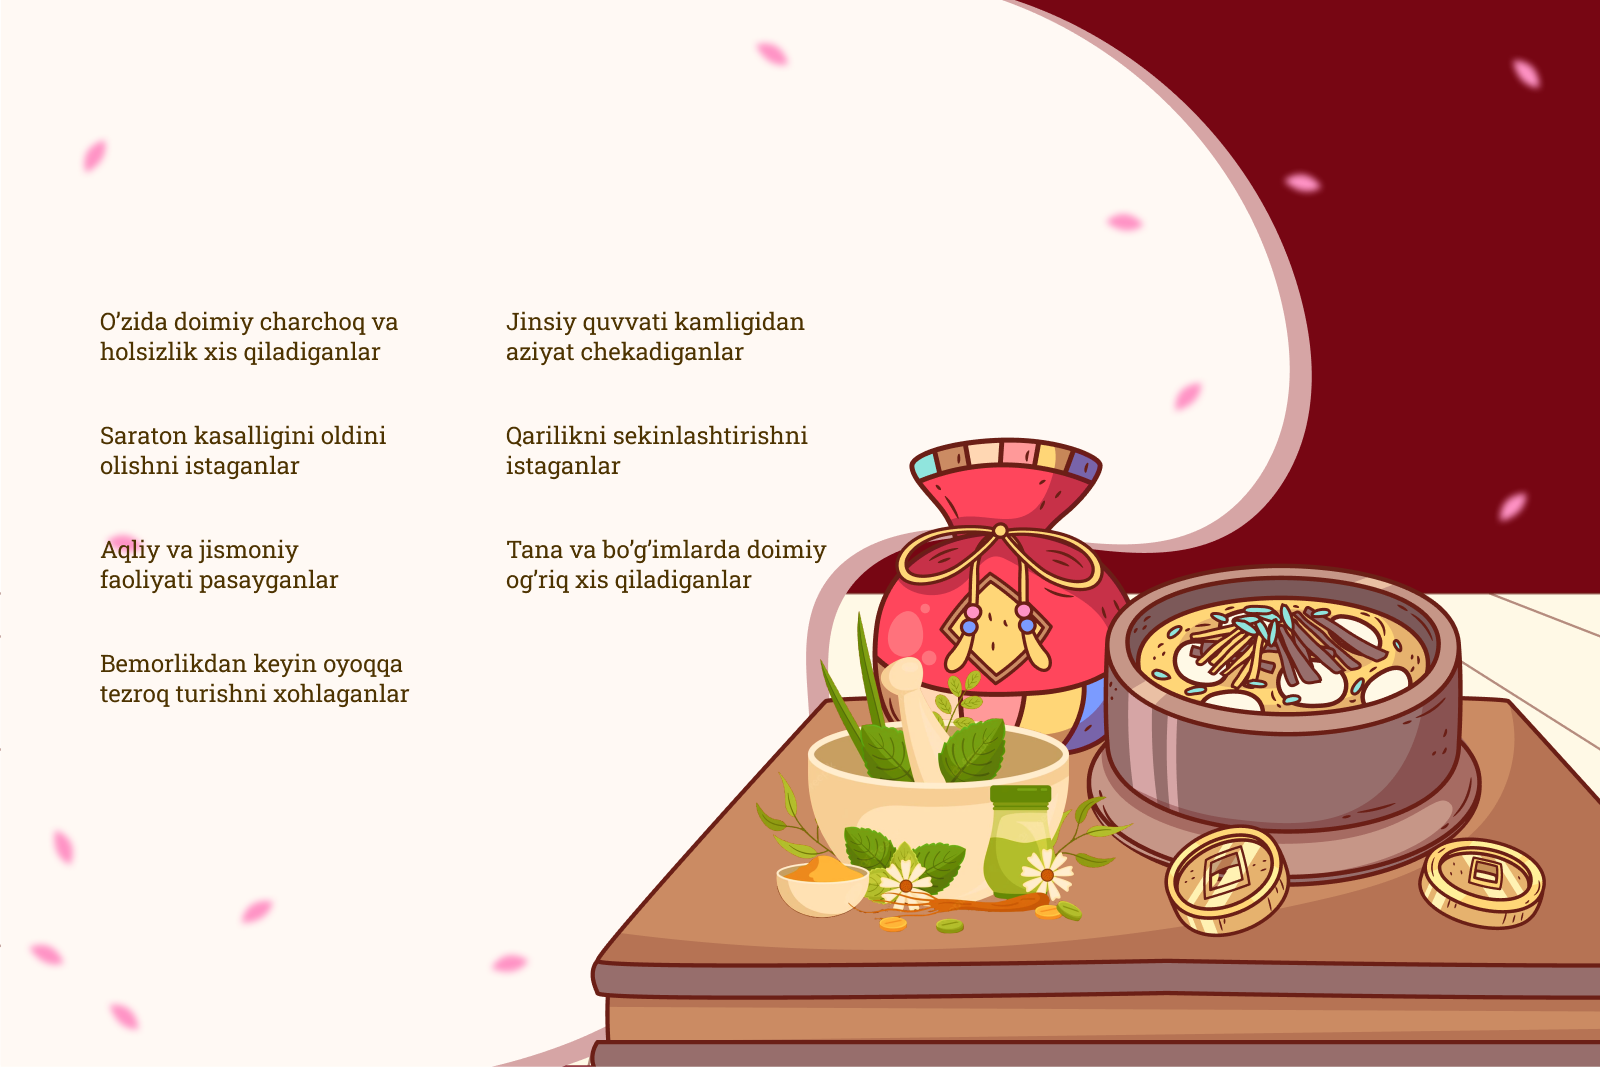 O’zida doimiy charchoq va
holsizlik xis qiladiganlar
Saraton kasalligini oldini
olishni istaganlar
Aqliy va jismoniy
faoliyati pasayganlar
Bemorlikdan keyin oyoqqa
tezroq turishni xohlaganlar
Jinsiy quvvati kamligidan
aziyat chekadiganlar
Qarilikni sekinlashtirishni
istaganlar
Tana va bo’g’imlarda doimiy
og’riq xis qiladiganlar